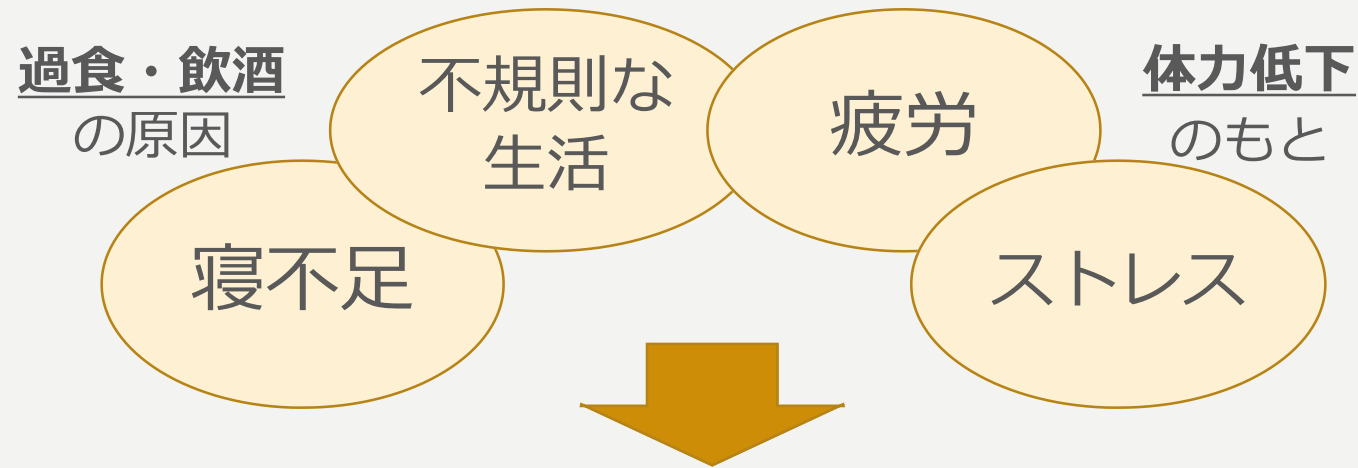 過食・飲酒
の原因
不規則な
生活
疲労
体力低下
のもと
寝不足
ストレス